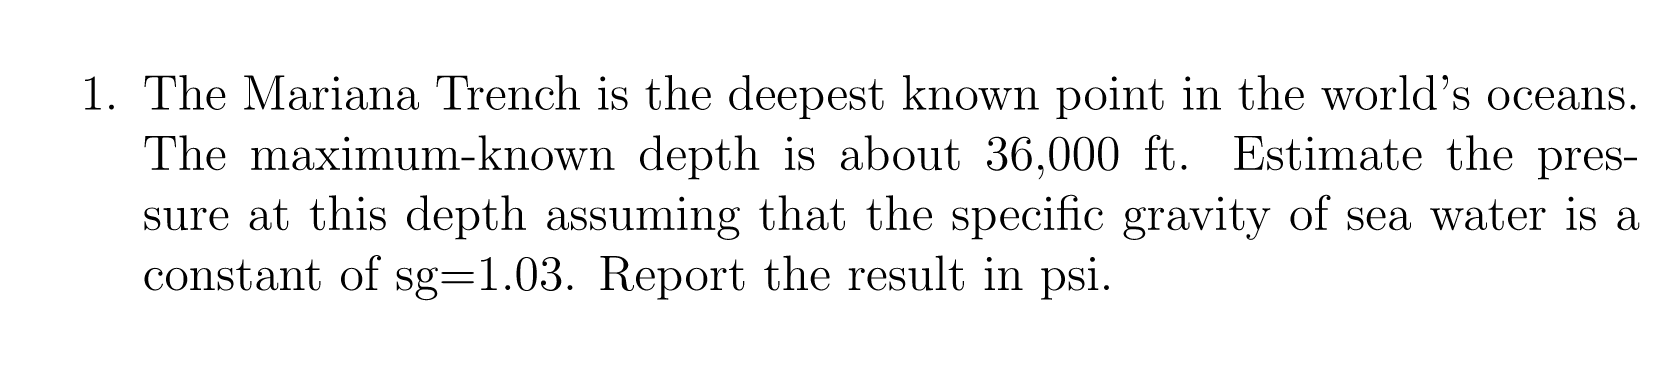 1. The Mariana Trench is the deepest known point in the world's oceans.
The maximum-known depth is about 36,000 ft. Estimate the pres-
sure at this depth assuming that the specific gravity of sea water is a
constant of sg=1.03. Report the result in psi.